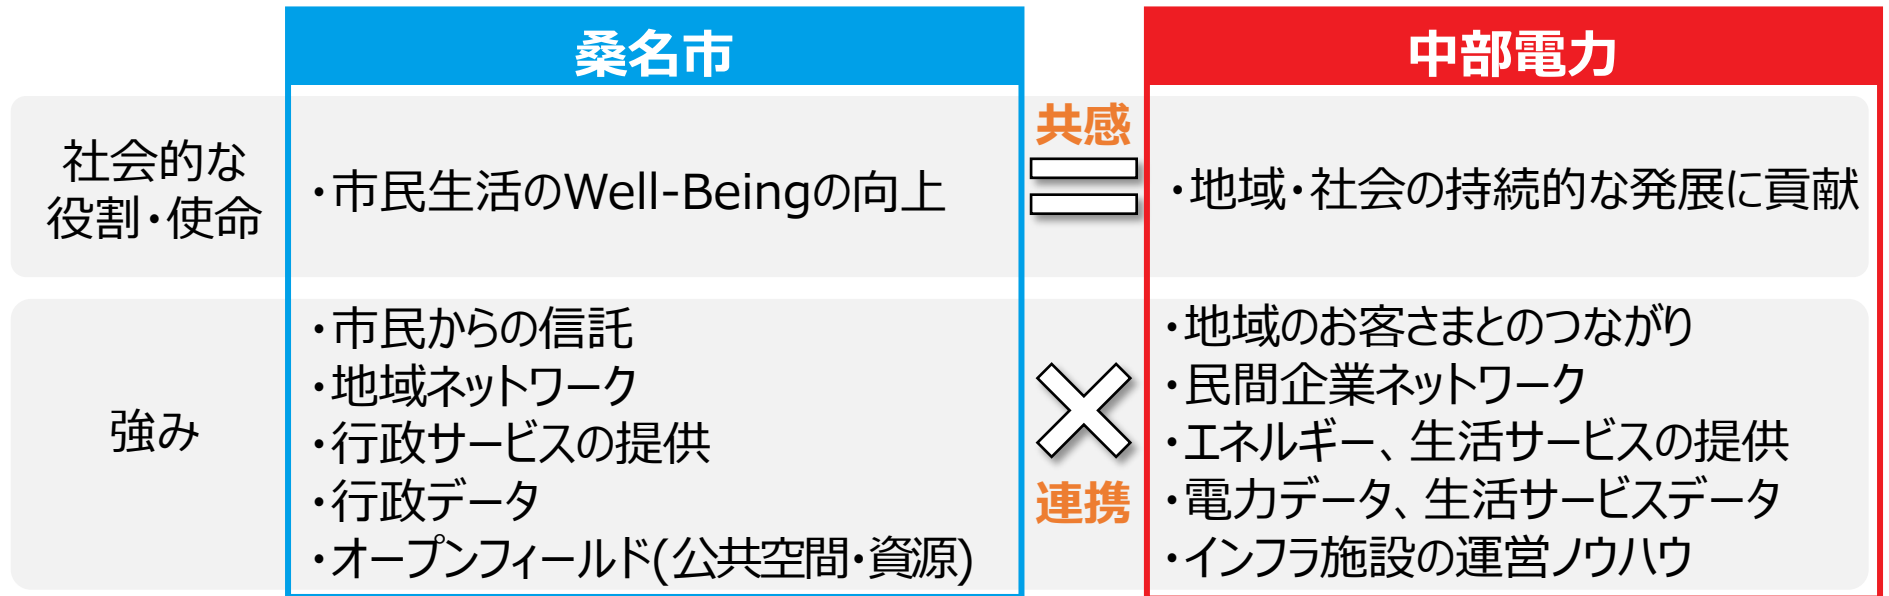 桑名市
中部電力
社会的な
役割・使命
・市民生活のWell-Beingの向上
共感
・地域・社会の持続的な発展に貢献
強み
・市民からの信託
・地域ネットワーク
・行政サービスの提供
・行政データ
・オープンフィールド(公共空間・資源)
連携
・地域のお客さまとのつながり
・民間企業ネットワーク
・エネルギー、生活サービスの提供
・電力データ、生活サービスデータ
・インフラ施設の運営ノウハウ